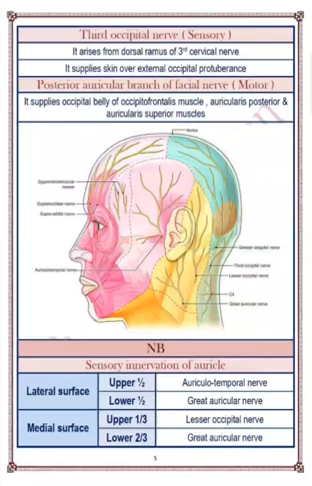 Third occipital nerve ( Sensory )
It arises from dorsal ramus of 3rd cervical nerve
It supplies skin over external occipital protuberance
Posterior auricular branch of facial nerve ( Motor )
It supplies occipital belly of occipitofrontalis muscle , auricularis posterior &
auricularis superior muscles
Vertex
Zygomaticotemporal
nerve
Supratrochlear nerve
Supra-orbital nerve
Auriculotemporal nerve
Greater occipital nerve
Third occipital nerve
Lesser occipital nerve
C4
Great auricular nerve
NB
Sensory innervation of auricle
Lateral surface
Upper ½
Auriculo-temporal nerve
Lower ½
Great auricular nerve
Medial surface
Upper 1/3
Lesser occipital nerve
Lower 2/3
Great auricular nerve
5